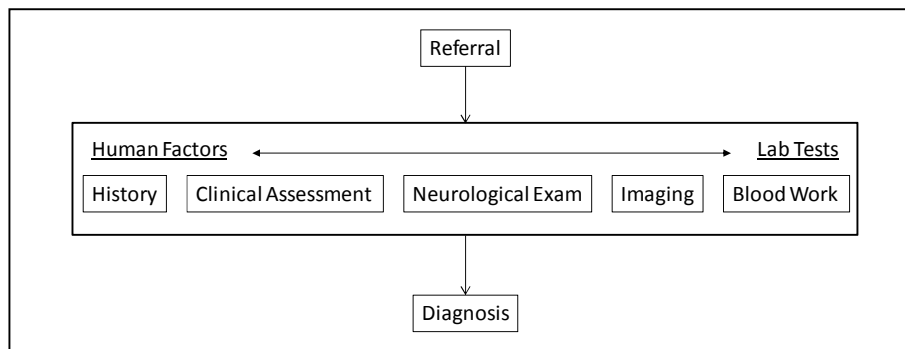 Referral
Human Factors Lab Tests
History Clinical Assessment Neurological Exam Imaging Blood Work
Diagnosis